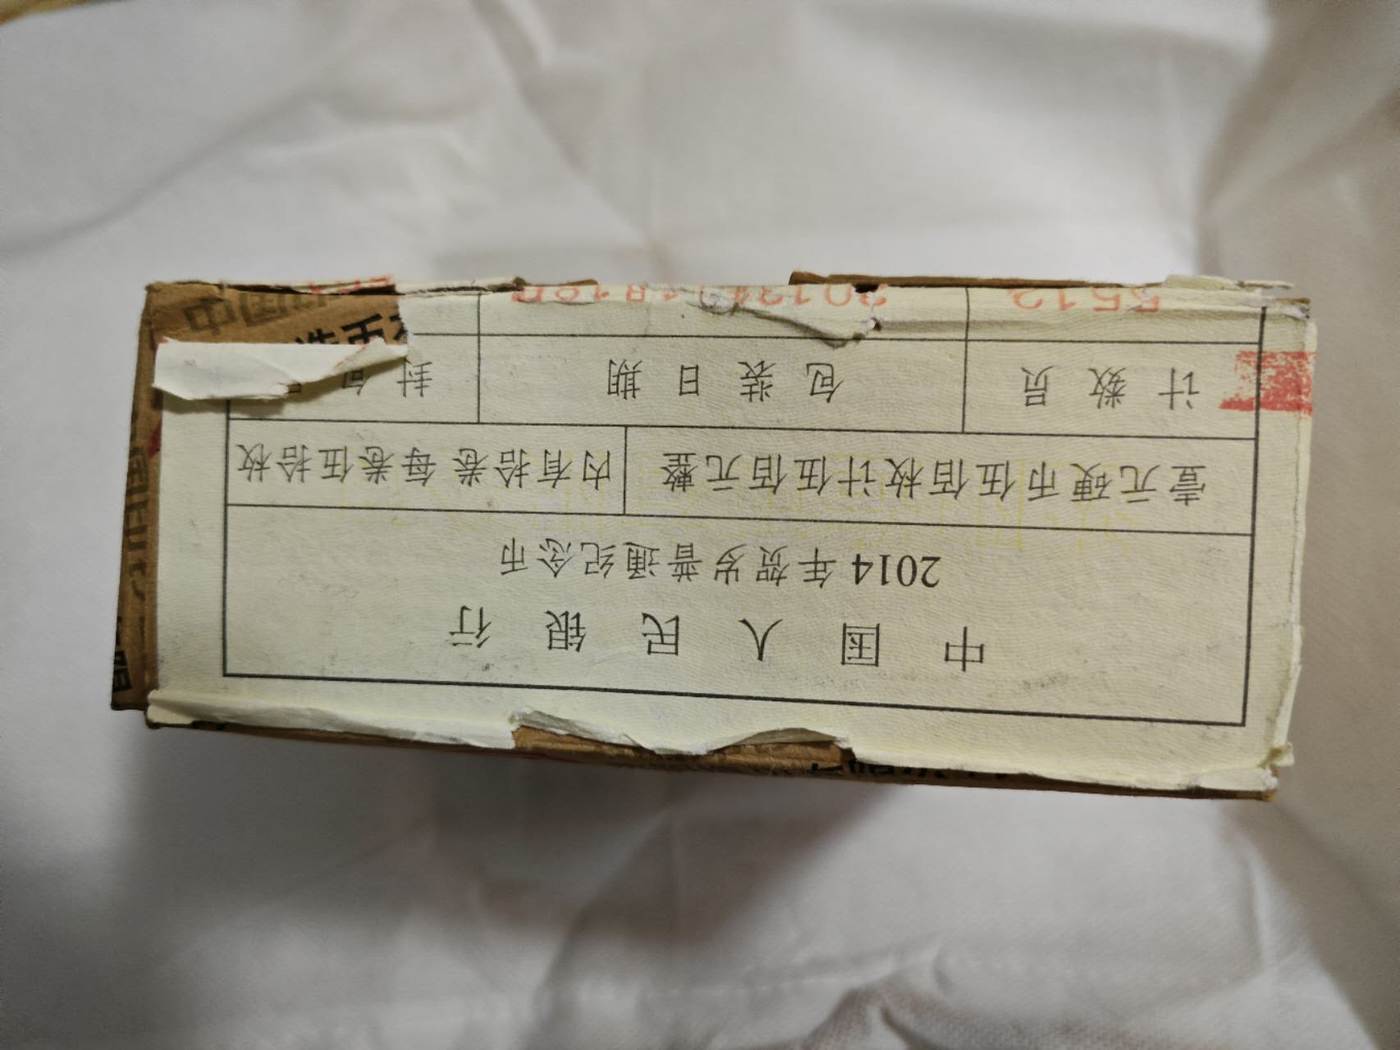 中国人民银行
2014年贺岁普通纪念币
壹元硬币伍佰枚计伍佰元整 内有拾卷 每卷伍拾枚
计数员 包装日期 封包
5512